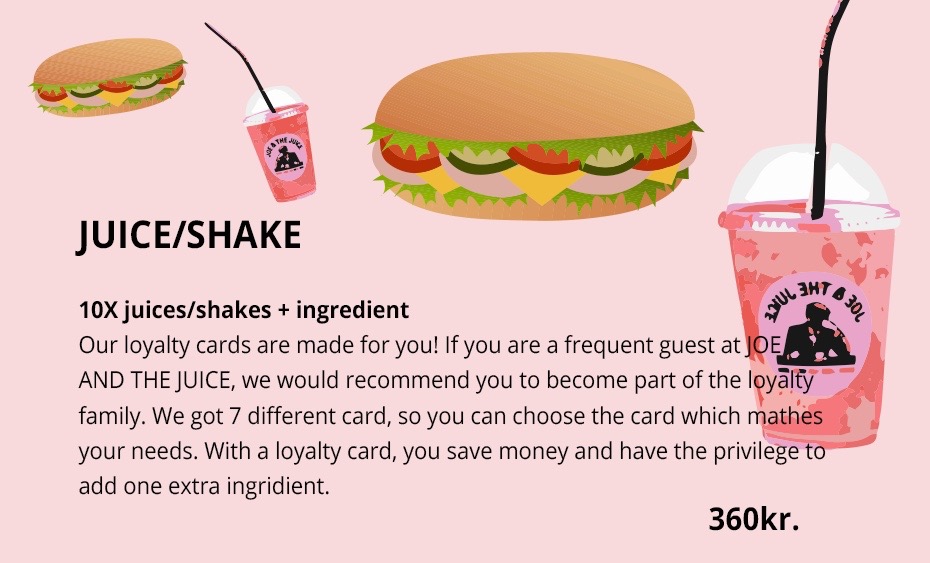 JOE & THE JUICE
JOE & THE JUICE
JUICE/SHAKE
10X juices/shakes + ingredient
Our loyalty cards are made for you! If you are a frequent guest at JOE
AND THE JUICE, we would recommend you to become part of the loyalty
family. We got 7 different card, so you can choose the card which mathes
your needs. With a loyalty card, you save money and have the privilege to
add one extra ingridient.
360kr.